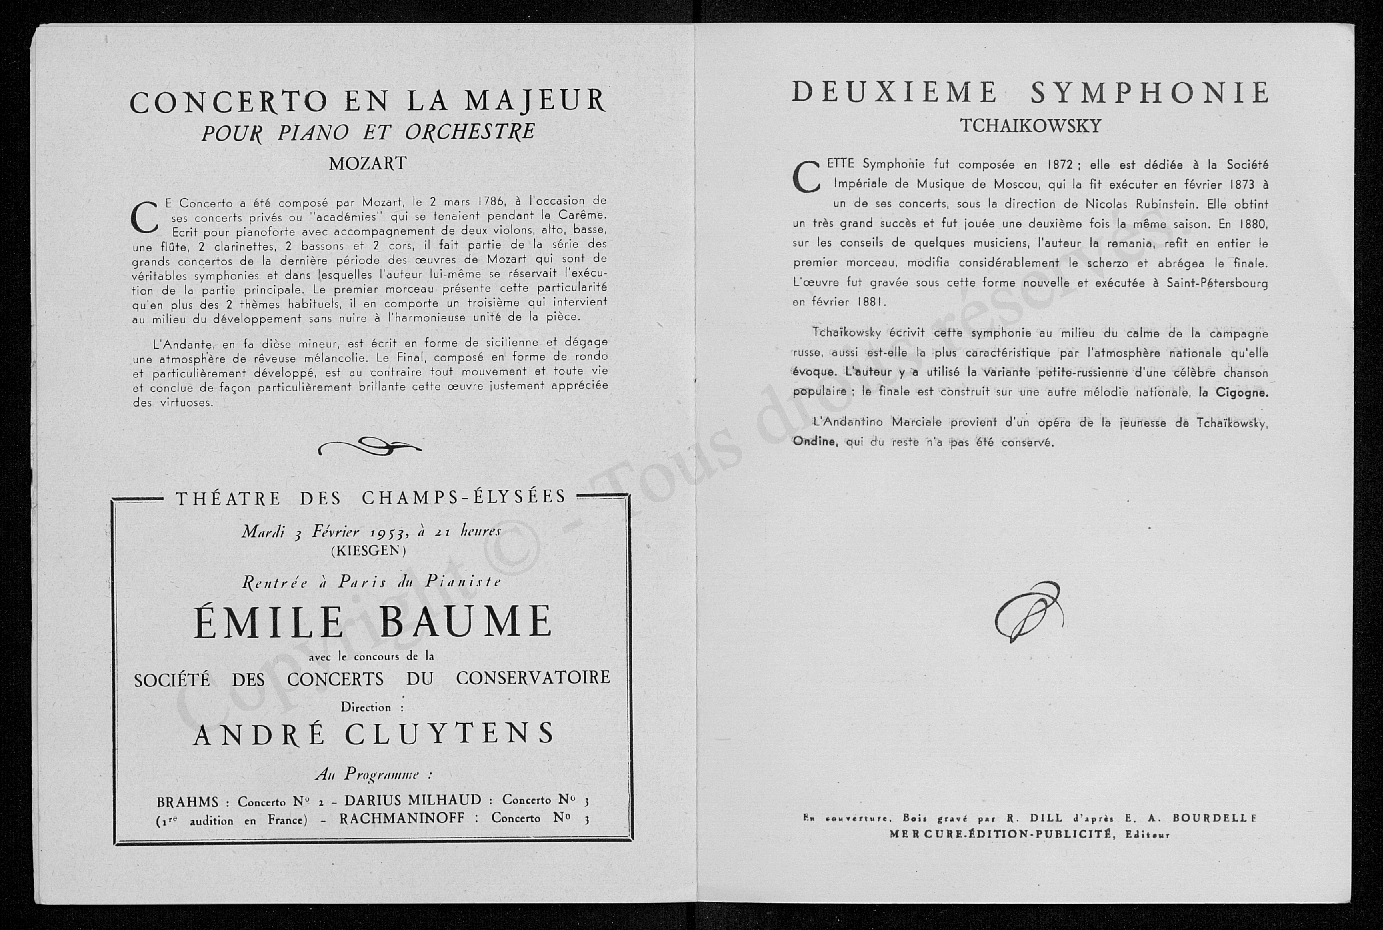 CONCERTO EN LA MAJEUR
POUR PIANO ET ORCHESTRE
MOZART
CE Concerto a été composé par Mozart, le 2 mars 1786, à l'occasion de
ses concerts privés ou "académies" qui se tenaient pendant le Carême.
Ecrit pour pianoforte avec accompagnement de deux violons, alto, basse,
une flûte, 2 clarinettes, 2 bassons et 2 cors, il fait partie de la série des
grands concertos de la dernière période des œuvres de Mozart qui sont de
véritables symphonies et dans lesquelles l'auteur lui-même se réservait l'exécu-
tion de la partie principale. Le premier morceau présente cette particularité
qu'en plus des 2 thèmes habituels, il en comporte un troisième qui intervient
au milieu du développement sans nuire à l'harmonieuse unité de la pièce.
L'Andante, en fa dièse mineur, est écrit en forme de sicilienne et dégage
une atmosphère de rêveuse mélancolie. Le Final, composé en forme de rondo
et particulièrement développé, est au contraire tout mouvement et toute vie
et conclue de façon particulièrement brillante cette œuvre justement appréciée
des virtuoses.
THÉATRE DES CHAMPS-ÉLYSÉES
Mardi 3 Février 1953, à 21 heures
(KIESGEN)
Rentrée à Paris du Pianiste
ÉMILE BAUME
avec le concours de la
SOCIÉTÉ DES CONCERTS DU CONSERVATOIRE
Direction :
ANDRÉ CLUYTENS
Au Programme :
BRAHMS : Concerto Nº 2 - DARIUS MILHAUD : Concerto Nº 3
(1re audition en France) - RACHMANINOFF : Concerto Nº 3
DEUXIEME SYMPHONIE
TCHAIKOWSKY
CETTE Symphonie fut composée en 1872 ; elle est dédiée à la Société
Impériale de Musique de Moscou, qui la fit exécuter en février 1873 à
un de ses concerts, sous la direction de Nicolas Rubinstein. Elle obtint
un très grand succès et fut jouée une deuxième fois la même saison. En 1880,
sur les conseils de quelques musiciens, l'auteur la remania, refit en entier le
premier morceau, modifia considérablement le scherzo et abrégea le finale.
L'œuvre fut gravée sous cette forme nouvelle et exécutée à Saint-Pétersbourg
en février 1881.
Tchaïkowsky écrivit cette symphonie au milieu du calme de la campagne
russe, aussi est-elle la plus caractéristique par l'atmosphère nationale qu'elle
évoque. L'auteur y a utilisé la variante petite-russienne d'une célèbre chanson
populaire ; le finale est construit sur une autre mélodie nationale, la Cigogne.
L'Andantino Marciale provient d'un opéra de la jeunesse de Tchaïkowsky,
Ondine, qui du reste n'a pas été conservé.
En couverture, Bois gravé par R. DILL d'après E. A. BOURDELLE
MERCURE-ÉDITION-PUBLICITÉ, Editeur
Copyright © - Tous droits réservés